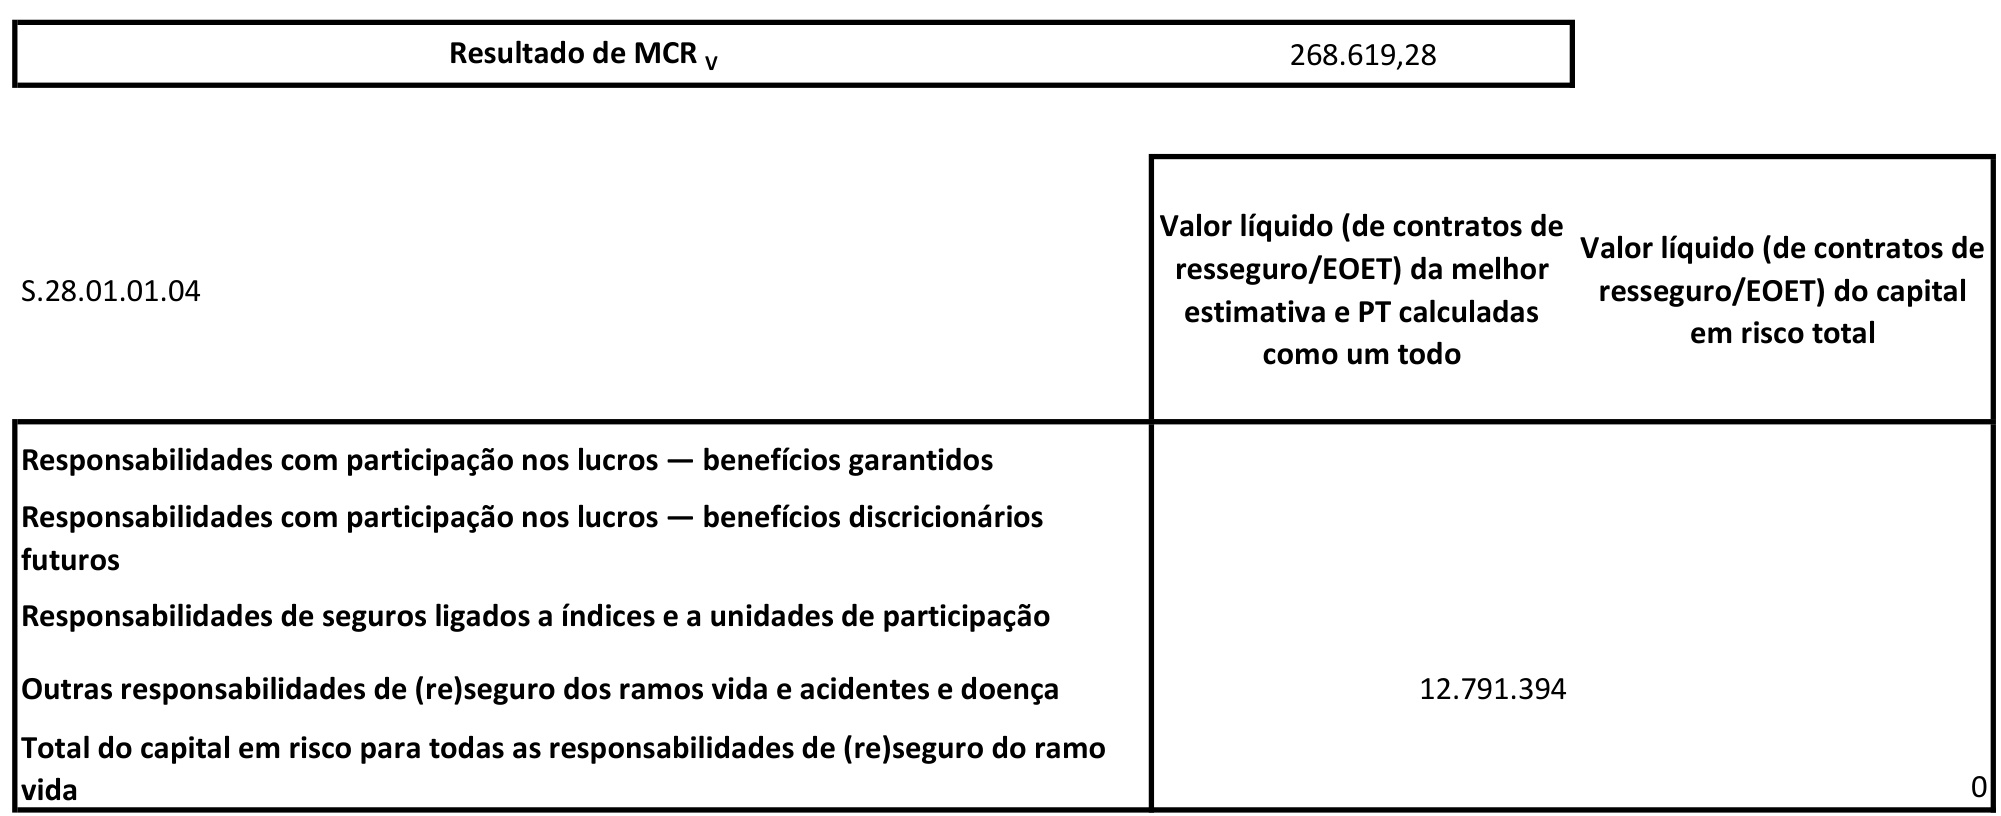 Resultado de MCR V 268.619,28
S.28.01.01.04
Valor líquido (de contratos de
resseguro/EOET) da melhor
estimativa e PT calculadas
como um todo
Valor líquido (de contratos de
resseguro/EOET) do capital
em risco total
Responsabilidades com participação nos lucros — benefícios garantidos
Responsabilidades com participação nos lucros — benefícios discricionários
futuros
Responsabilidades de seguros ligados a índices e a unidades de participação
Outras responsabilidades de (re)seguro dos ramos vida e acidentes e doença 12.791.394
Total do capital em risco para todas as responsabilidades de (re)seguro do ramo
vida 0